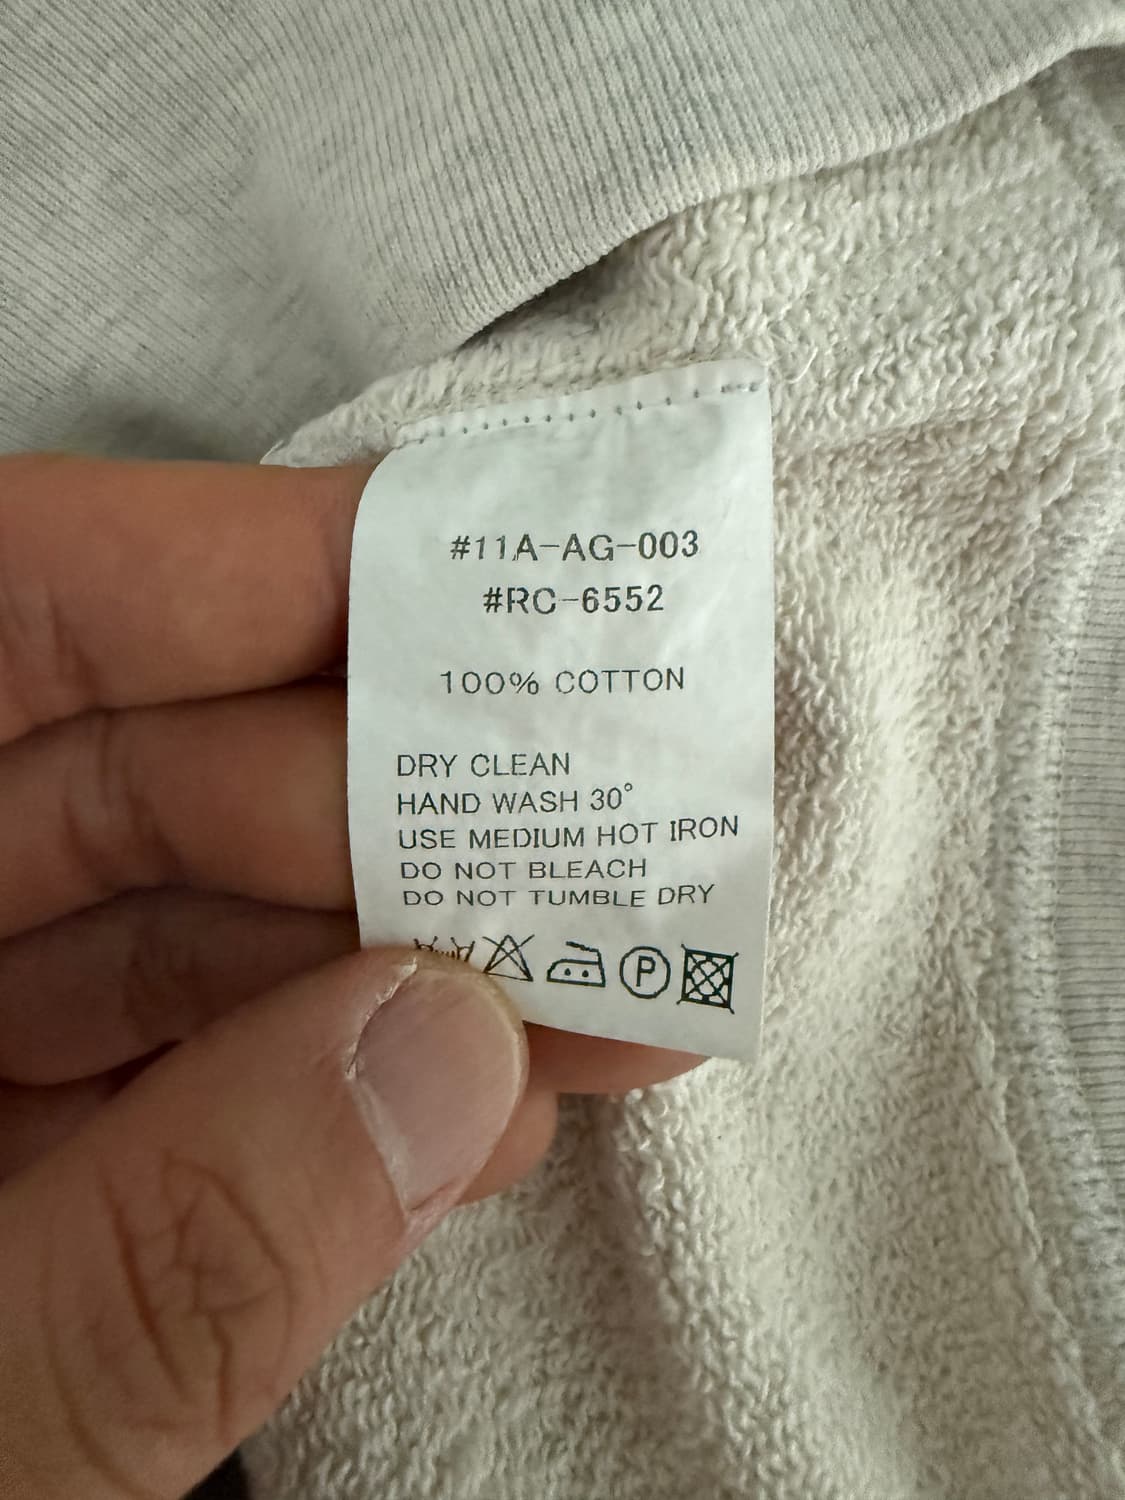 #11A-AG-003
#RC-6552
100% COTTON
DRY CLEAN
HAND WASH 30°
USE MEDIUM HOT IRON
DO NOT BLEACH
DO NOT TUMBLE DRY
P